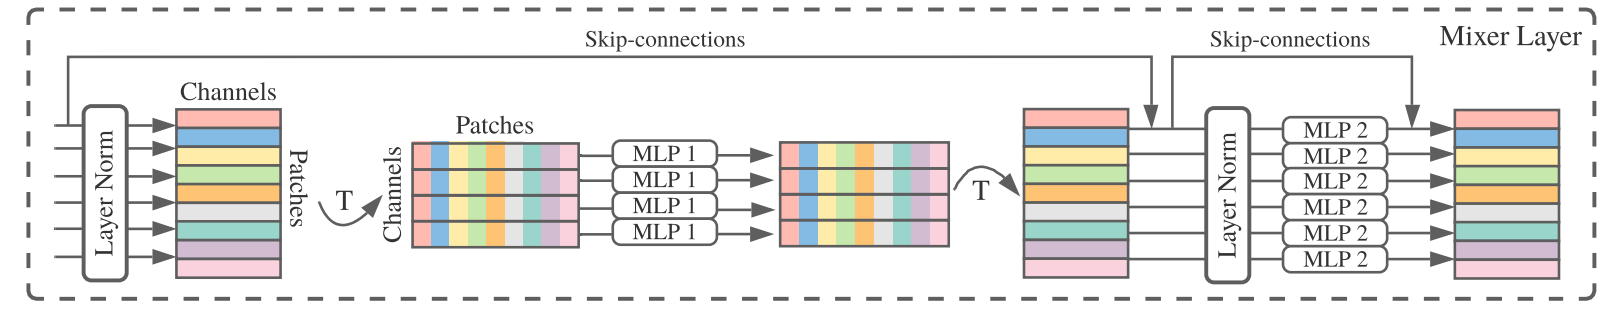 Skip-connections
Skip-connections
Mixer Layer
Layer Norm
Channels
Patches
T
Patches
Channels
MLP 1
MLP 1
MLP 1
MLP 1
T
Layer Norm
MLP 2
MLP 2
MLP 2
MLP 2
MLP 2
MLP 2